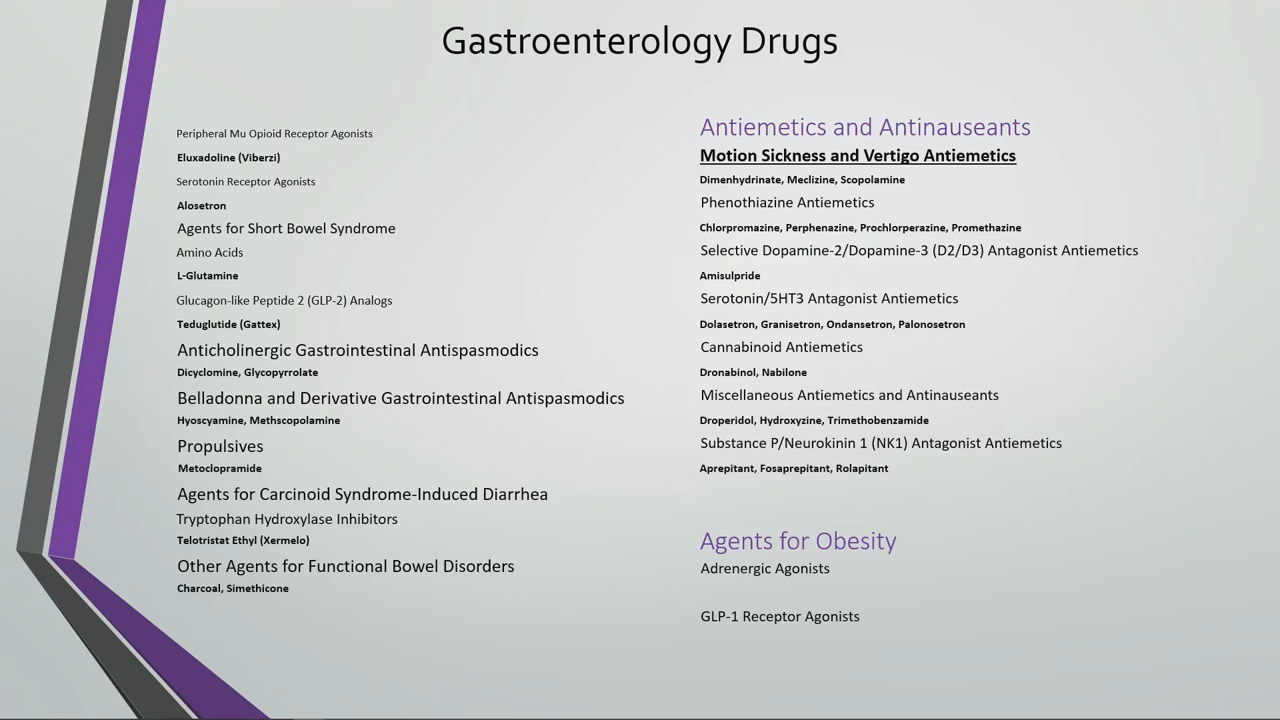 Gastroenterology Drugs
Peripheral Mu Opioid Receptor Agonists
Eluxadoline (Viberzi)
Serotonin Receptor Agonists
Alosetron
Agents for Short Bowel Syndrome
Amino Acids
L-Glutamine
Glucagon-like Peptide 2 (GLP-2) Analogs
Teduglutide (Gattex)
Anticholinergic Gastrointestinal Antispasmodics
Dicyclomine, Glycopyrrolate
Belladonna and Derivative Gastrointestinal Antispasmodics
Hyoscyamine, Methscopolamine
Propulsives
Metoclopramide
Agents for Carcinoid Syndrome-Induced Diarrhea
Tryptophan Hydroxylase Inhibitors
Telotristat Ethyl (Xermelo)
Other Agents for Functional Bowel Disorders
Charcoal, Simethicone
Antiemetics and Antinauseants
Motion Sickness and Vertigo Antiemetics
Dimenhydrinate, Meclizine, Scopolamine
Phenothiazine Antiemetics
Chlorpromazine, Perphenazine, Prochlorperazine, Promethazine
Selective Dopamine-2/Dopamine-3 (D2/D3) Antagonist Antiemetics
Amisulpride
Serotonin/5HT3 Antagonist Antiemetics
Dolasetron, Granisetron, Ondansetron, Palonosetron
Cannabinoid Antiemetics
Dronabinol, Nabilone
Miscellaneous Antiemetics and Antinauseants
Droperidol, Hydroxyzine, Trimethobenzamide
Substance P/Neurokinin 1 (NK1) Antagonist Antiemetics
Aprepitant, Fosaprepitant, Rolapitant
Agents for Obesity
Adrenergic Agonists
GLP-1 Receptor Agonists